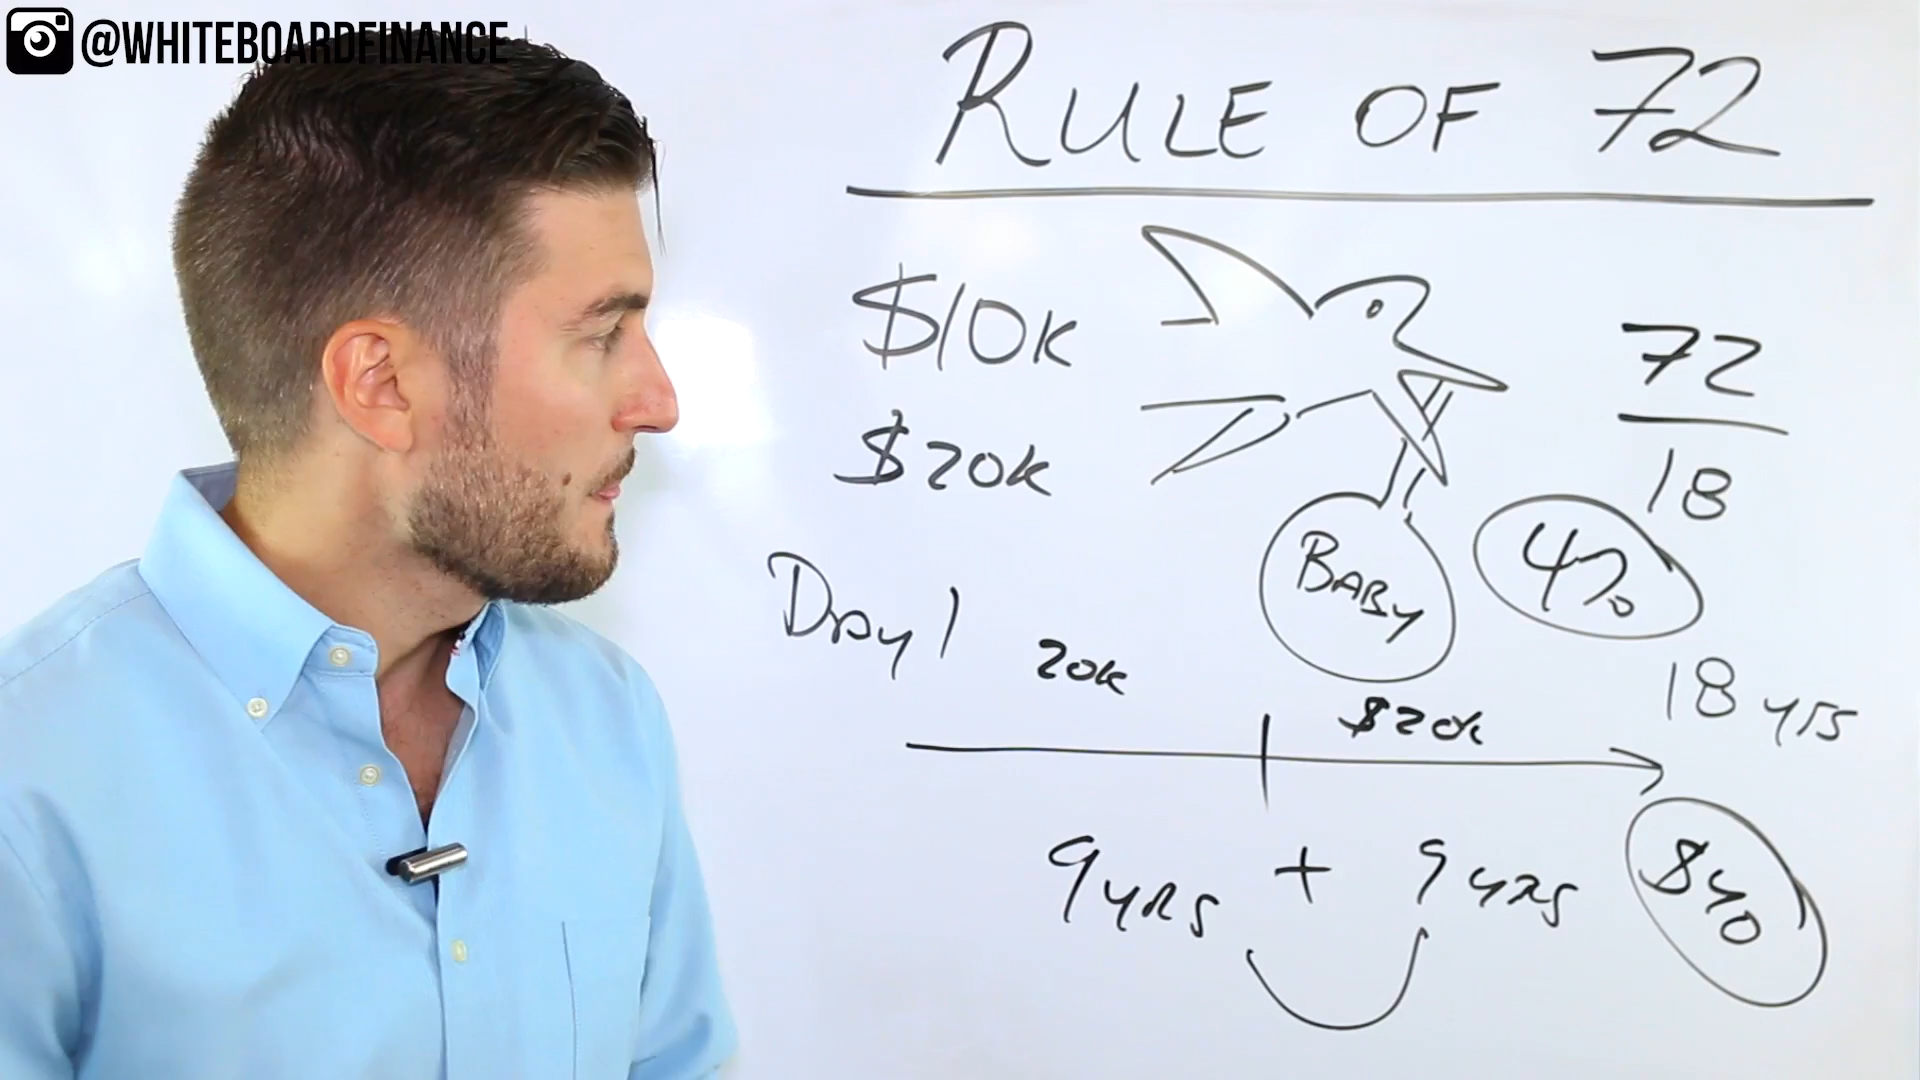 @WHITEBOARDFINANCE
RULE OF 72
$10K
$20K
72
18
4%
BABY
Day 1
20k
$20k
18 yrs
9 yrs + 9 yrs